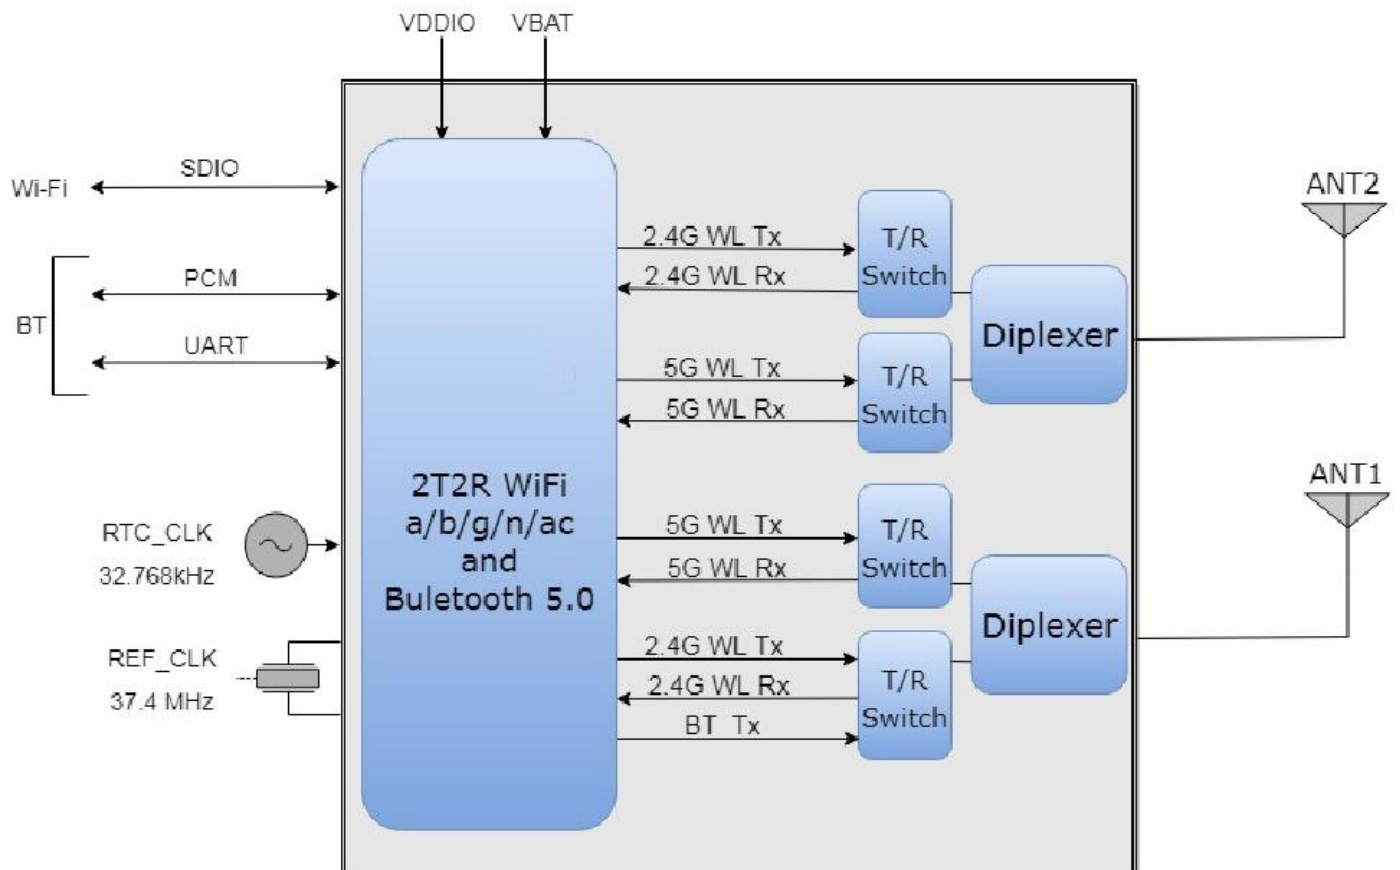 VDDIO
VBAT
Wi-Fi
SDIO
BT
PCM
UART
RTC_CLK
32.768kHz
REF_CLK
37.4 MHz
2T2R WiFi
a/b/g/n/ac
and
Buletooth 5.0
2.4G WL Tx
2.4G WL Rx
T/R
Switch
5G WL Tx
5G WL Rx
T/R
Switch
Diplexer
ANT2
5G WL Tx
5G WL Rx
T/R
Switch
2.4G WL Tx
2.4G WL Rx
BT Tx
T/R
Switch
Diplexer
ANT1